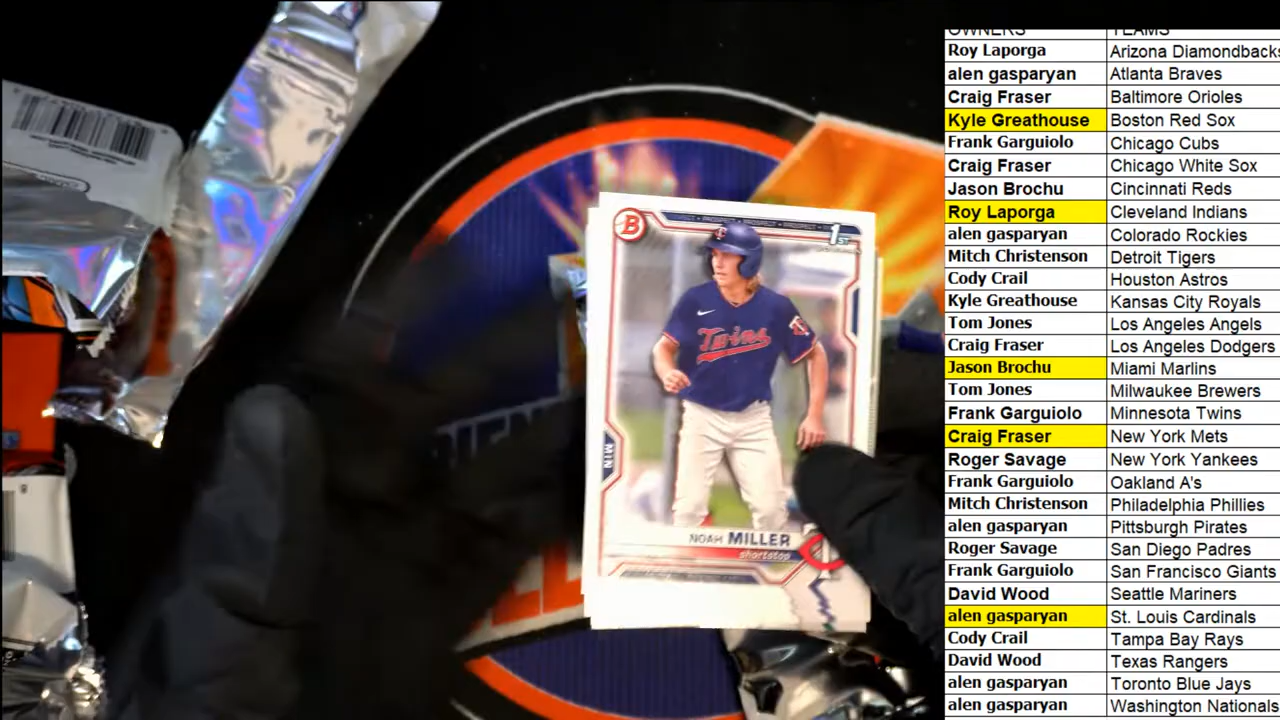 OWNERS TEAMS
Roy Laporga Arizona Diamondbacks
alen gasparyan Atlanta Braves
Craig Fraser Baltimore Orioles
Kyle Greathouse Boston Red Sox
Frank Garguiolo Chicago Cubs
Craig Fraser Chicago White Sox
Jason Brochu Cincinnati Reds
Roy Laporga Cleveland Indians
alen gasparyan Colorado Rockies
Mitch Christenson Detroit Tigers
Cody Crail Houston Astros
Kyle Greathouse Kansas City Royals
Tom Jones Los Angeles Angels
Craig Fraser Los Angeles Dodgers
Jason Brochu Miami Marlins
Tom Jones Milwaukee Brewers
Frank Garguiolo Minnesota Twins
Craig Fraser New York Mets
Roger Savage New York Yankees
Frank Garguiolo Oakland A's
Mitch Christenson Philadelphia Phillies
alen gasparyan Pittsburgh Pirates
Roger Savage San Diego Padres
Frank Garguiolo San Francisco Giants
David Wood Seattle Mariners
alen gasparyan St. Louis Cardinals
Cody Crail Tampa Bay Rays
David Wood Texas Rangers
alen gasparyan Toronto Blue Jays
alen gasparyan Washington Nationals
B
PROSPECT PROSPECT
1ST
Twins
MIN
NOAH MILLER
shortstop